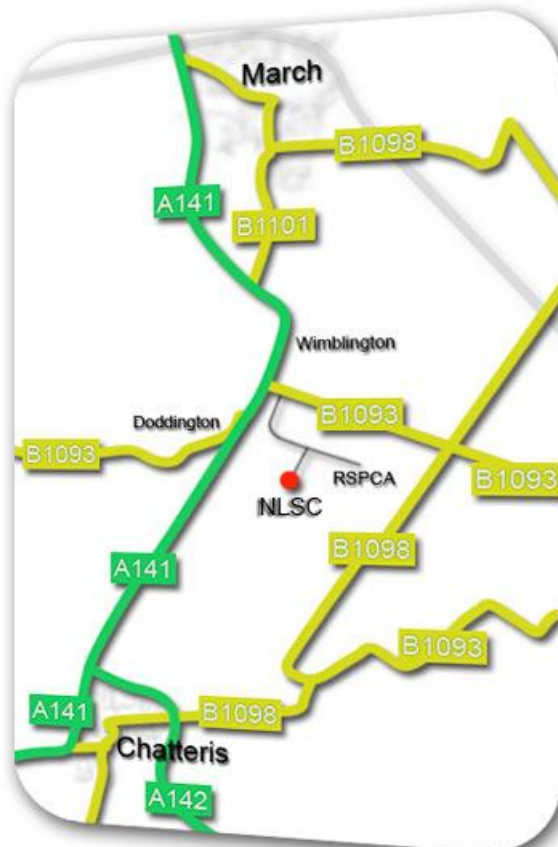 March
B1098
A141
B1101
Wimblington
B1093
Doddington
B1093
RSPCA
B1093
NLSC
B1098
A141
B1093
A141
B1098
Chatteris
A142